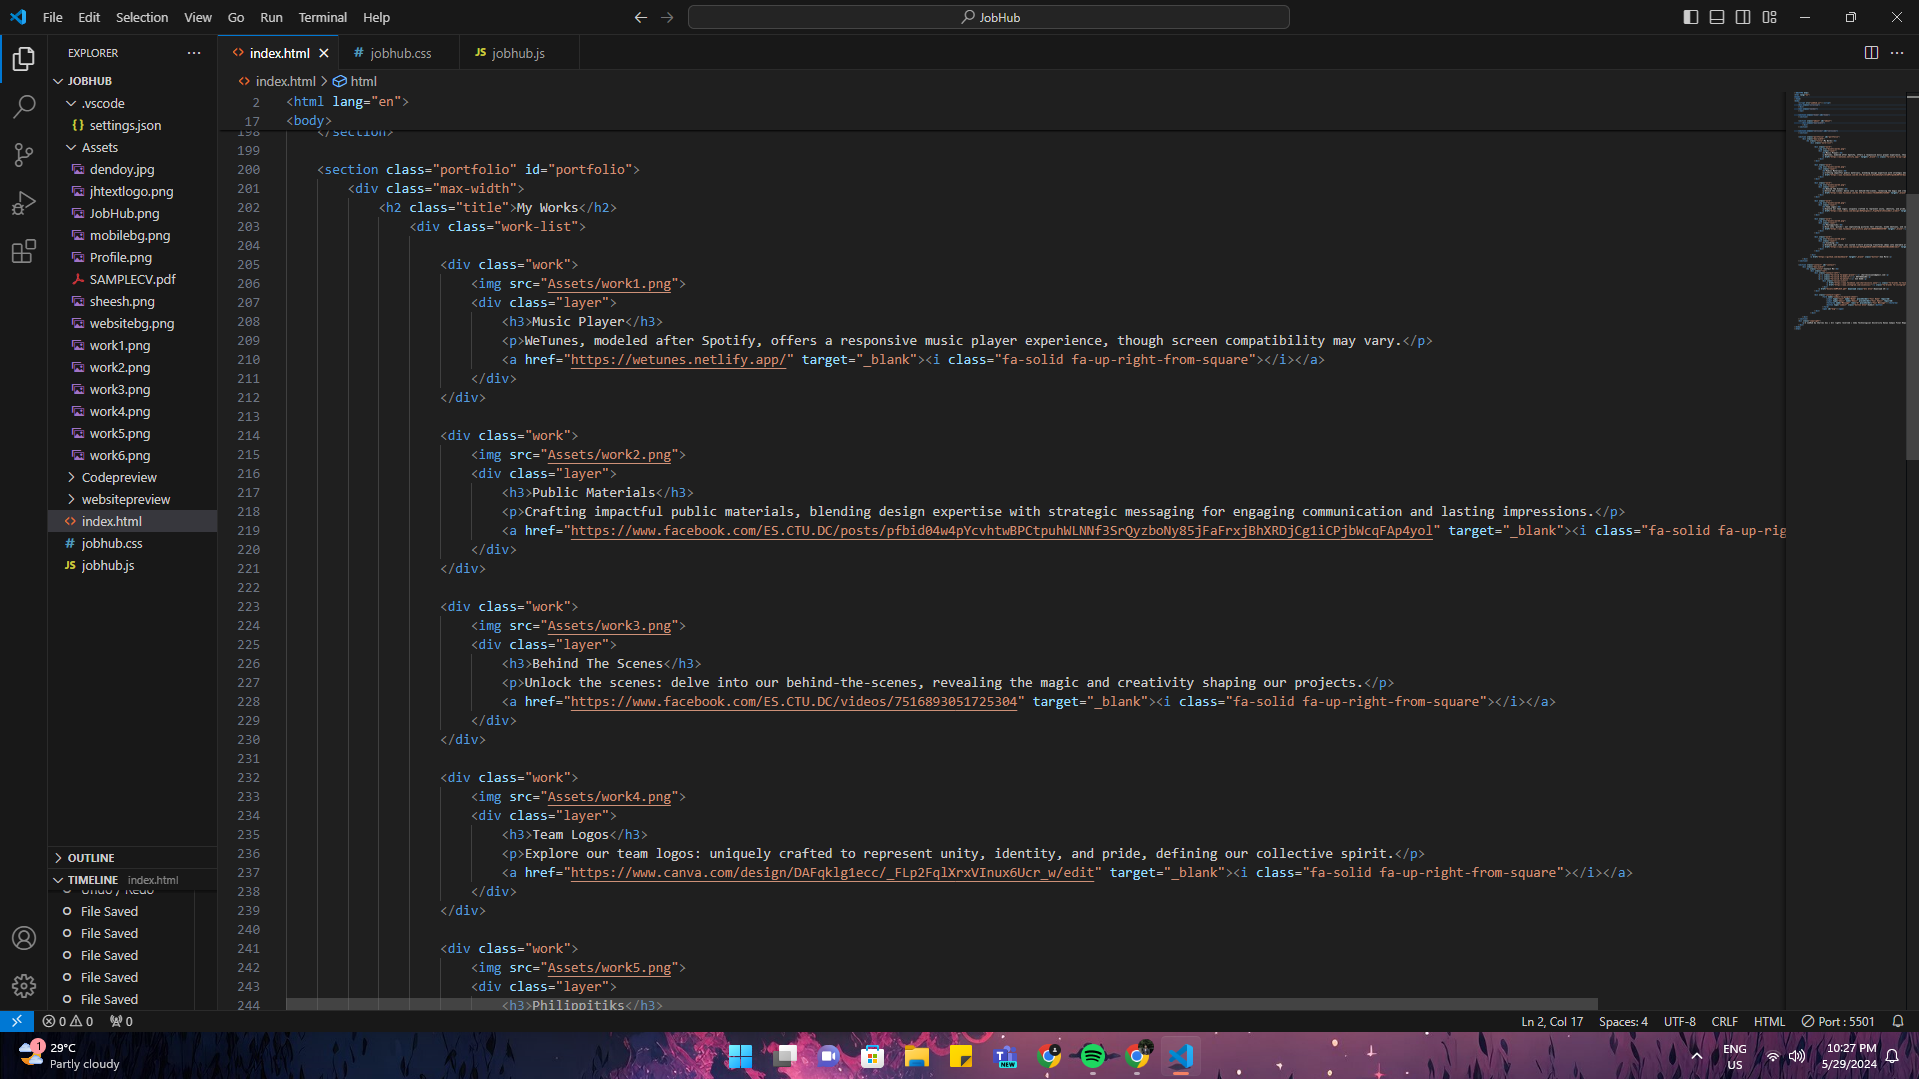 File Edit Selection View Go Run Terminal Help
JobHub
EXPLORER
JOBHUB
.vscode
settings.json
Assets
dendoy.jpg
jhtextlogo.png
JobHub.png
mobilebg.png
Profile.png
SAMPLECV.pdf
sheesh.png
websitebg.png
work1.png
work2.png
work3.png
work4.png
work5.png
work6.png
Codepreview
websitepreview
index.html
jobhub.css
jobhub.js
OUTLINE
TIMELINE index.html
Undo / Redo
File Saved
File Saved
File Saved
File Saved
File Saved
index.html jobhub.css JS jobhub.js
index.html > html
2 <html lang="en">
17 <body>
198 </section>
199
200 <section class="portfolio" id="portfolio">
201 <div class="max-width">
202 <h2 class="title">My Works</h2>
203 <div class="work-list">
204
205 <div class="work">
206 <img src="Assets/work1.png">
207 <div class="layer">
208 <h3>Music Player</h3>
209 <p>WeTunes, modeled after Spotify, offers a responsive music player experience, though screen compatibility may vary.</p>
210 <a href="https://wetunes.netlify.app/" target="_blank"><i class="fa-solid fa-up-right-from-square"></i></a>
211 </div>
212 </div>
213
214 <div class="work">
215 <img src="Assets/work2.png">
216 <div class="layer">
217 <h3>Public Materials</h3>
218 <p>Crafting impactful public materials, blending design expertise with strategic messaging for engaging communication and lasting impressions.</p>
219 <a href="https://www.facebook.com/ES.CTU.DC/posts/pfbid04w4pYcvhtwBPCtpuhWLNNf3SrQyzboNy85jFaFrxjBhXRDjCg1iCPjbWcqFAp4yol" target="_blank"><i class="fa-solid fa-up-rig
220 </div>
221 </div>
222
223 <div class="work">
224 <img src="Assets/work3.png">
225 <div class="layer">
226 <h3>Behind The Scenes</h3>
227 <p>Unlock the scenes: delve into our behind-the-scenes, revealing the magic and creativity shaping our projects.</p>
228 <a href="https://www.facebook.com/ES.CTU.DC/videos/7516893051725304" target="_blank"><i class="fa-solid fa-up-right-from-square"></i></a>
229 </div>
230 </div>
231
232 <div class="work">
233 <img src="Assets/work4.png">
234 <div class="layer">
235 <h3>Team Logos</h3>
236 <p>Explore our team logos: uniquely crafted to represent unity, identity, and pride, defining our collective spirit.</p>
237 <a href="https://www.canva.com/design/DAFqklg1ecc/_FLp2FqlXrxVInux6Ucr_w/edit" target="_blank"><i class="fa-solid fa-up-right-from-square"></i></a>
238 </div>
239 </div>
240
241 <div class="work">
242 <img src="Assets/work5.png">
243 <div class="layer">
244 <h3>Philippitiks</h3>
0 0 0 Ln 2, Col 17 Spaces: 4 UTF-8 CRLF HTML Port : 5501
1
29°C
Partly cloudy
NEW
ENG
US
10:27 PM
5/29/2024